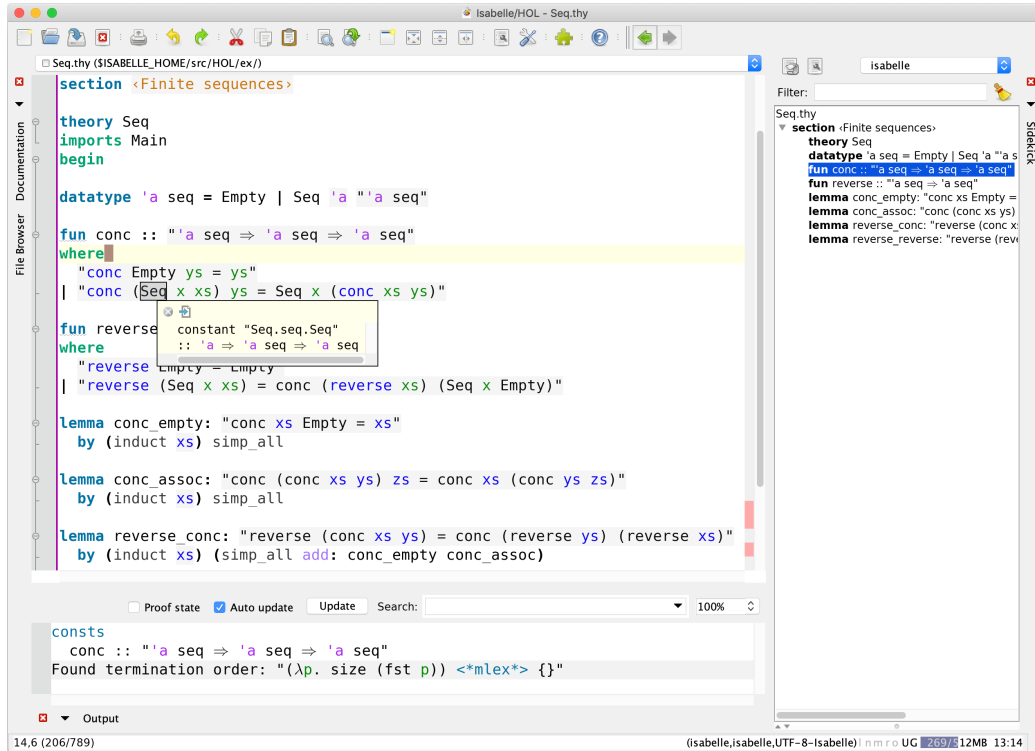 Isabelle/HOL - Seq.thy
Seq.thy ($ISABELLE_HOME/src/HOL/ex/)
File Browser
Documentation
section ‹Finite sequences›
theory Seq
imports Main
begin
datatype 'a seq = Empty | Seq 'a "'a seq"
fun conc :: "'a seq ⇒ 'a seq ⇒ 'a seq"
where
"conc Empty ys = ys"
| "conc (Seq x xs) ys = Seq x (conc xs ys)"
constant "Seq.seq.Seq"
:: 'a ⇒ 'a seq ⇒ 'a seq
fun reverse
where
"reverse Empty = Empty"
| "reverse (Seq x xs) = conc (reverse xs) (Seq x Empty)"
lemma conc_empty: "conc xs Empty = xs"
by (induct xs) simp_all
lemma conc_assoc: "conc (conc xs ys) zs = conc xs (conc ys zs)"
by (induct xs) simp_all
lemma reverse_conc: "reverse (conc xs ys) = conc (reverse ys) (reverse xs)"
by (induct xs) (simp_all add: conc_empty conc_assoc)
Proof state Auto update Update Search: 100%
consts
conc :: "'a seq ⇒ 'a seq ⇒ 'a seq"
Found termination order: "(λp. size (fst p)) <*mlex*> {}"
Output
isabelle
Filter:
Seq.thy
section ‹Finite sequences›
theory Seq
datatype 'a seq = Empty | Seq 'a "'a s
fun conc :: "'a seq ⇒ 'a seq ⇒ 'a seq"
fun reverse :: "'a seq ⇒ 'a seq"
lemma conc_empty: "conc xs Empty =
lemma conc_assoc: "conc (conc xs ys)
lemma reverse_conc: "reverse (conc x
lemma reverse_reverse: "reverse (rev
Sidekick
14,6 (206/789)
(isabelle,isabelle,UTF-8-Isabelle) n m r o UG 269/512MB 13:14